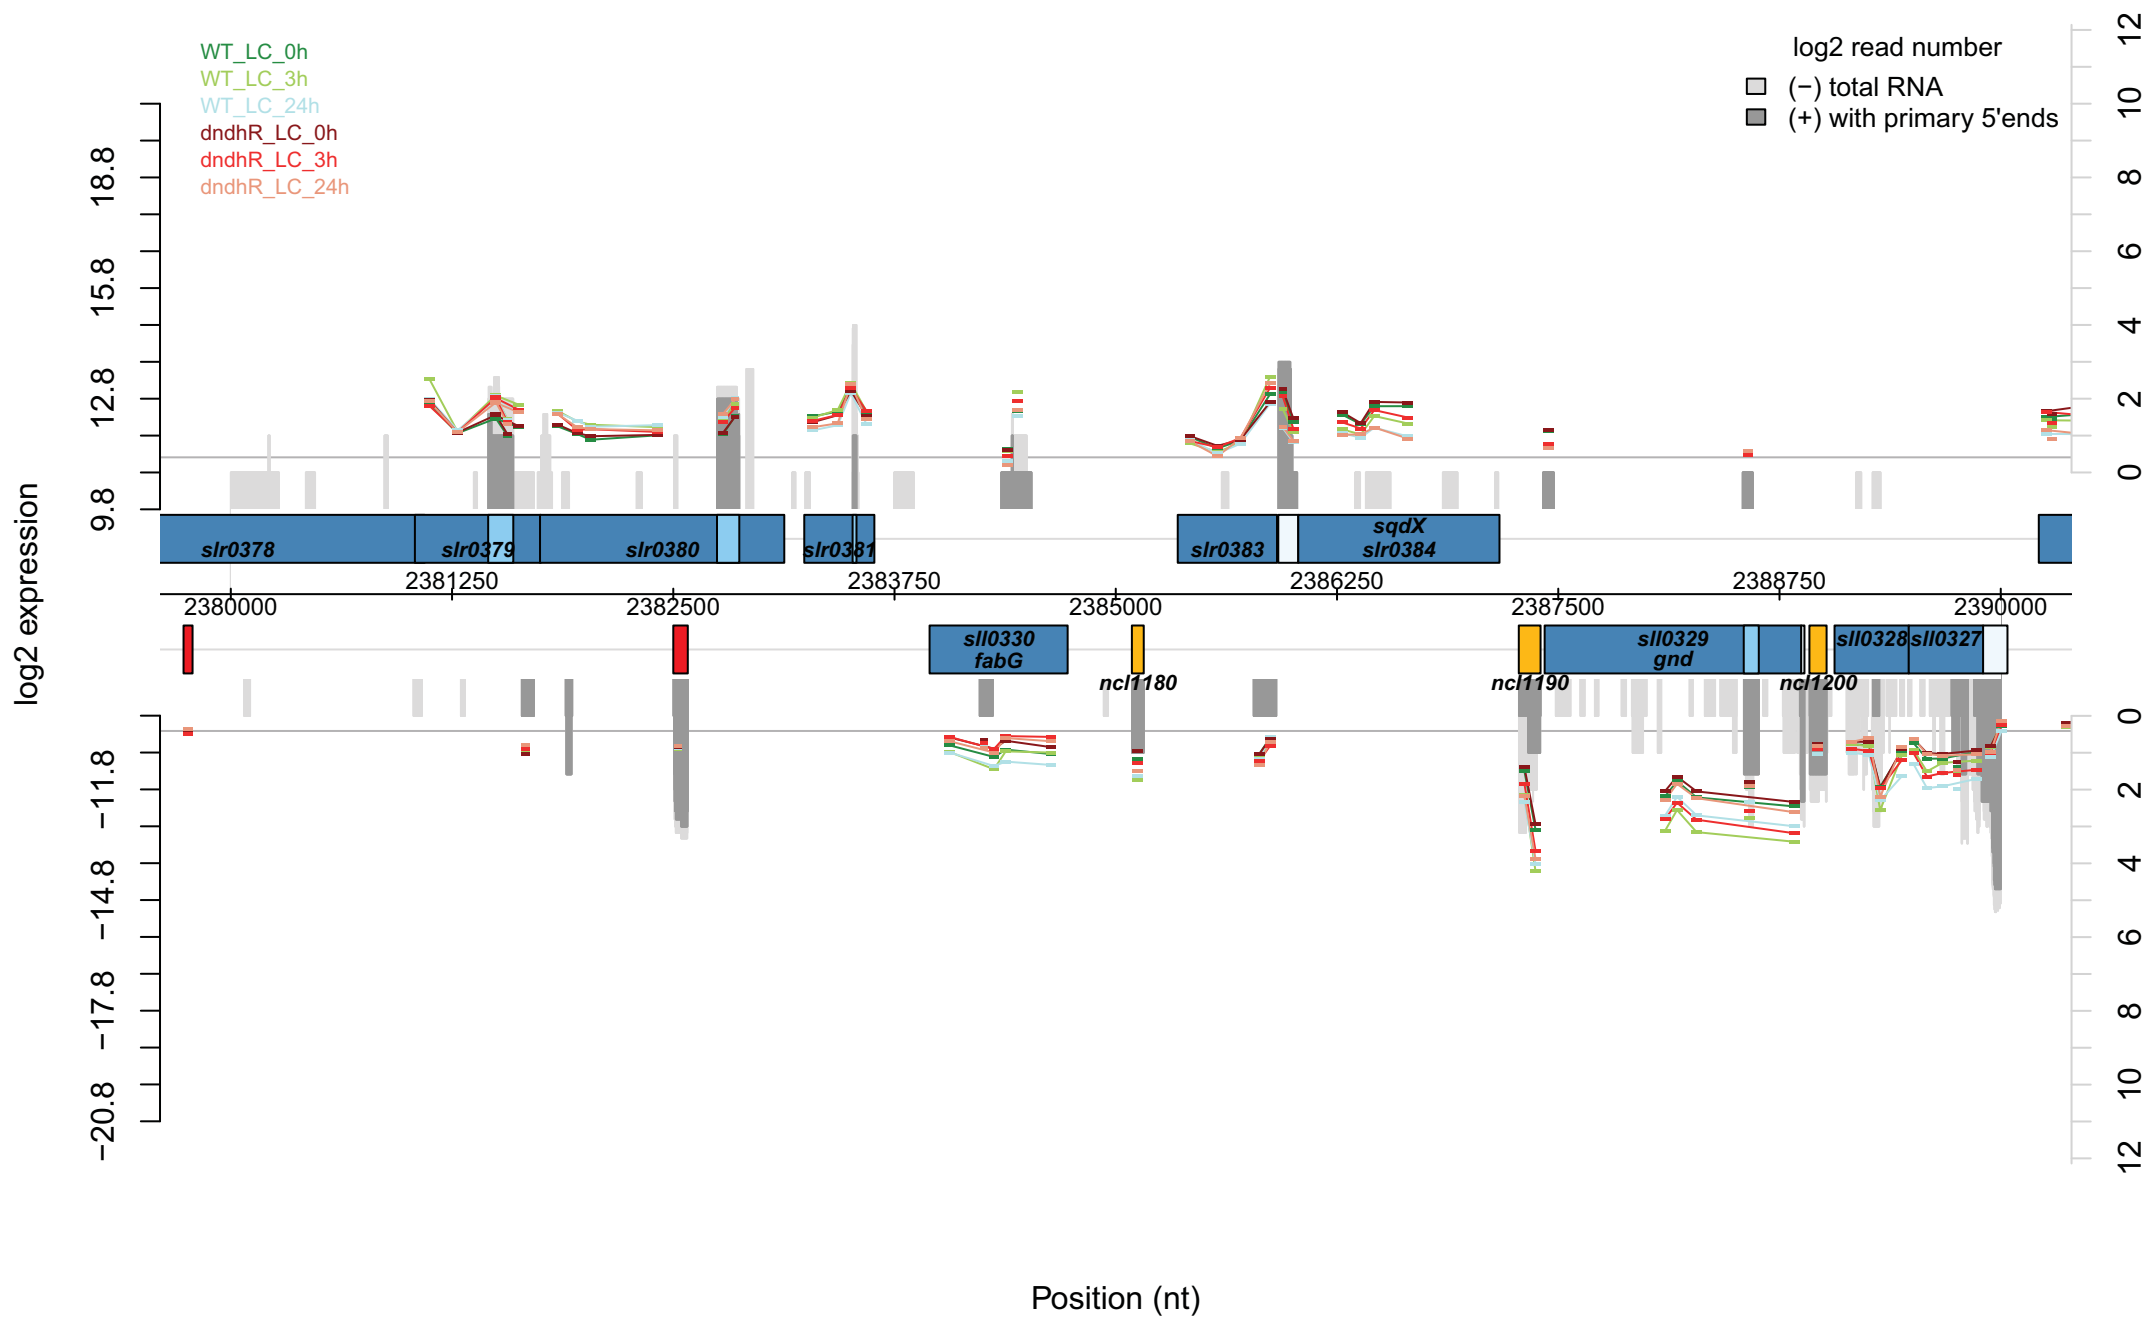 WT_LC_0h
WT_LC_3h
WT_LC_24h
dndhR_LC_0h
dndhR_LC_3h
dndhR_LC_24h
log2 read number
(−) total RNA
(+) with primary 5'ends
log2 expression
18.8
15.8
12.8
9.8
12
10
8
6
4
2
0
slr0378
slr0379
slr0380
slr0381
slr0383
sqdX
slr0384
2381250
2383750
2386250
2388750
2380000
2382500
2385000
2387500
2390000
sll0330
fabG
ncl1180
ncl1190
sll0329
gnd
ncl1200
sll0328
sll0327
−11.8
−14.8
−17.8
−20.8
0
2
4
6
8
10
12
Position (nt)